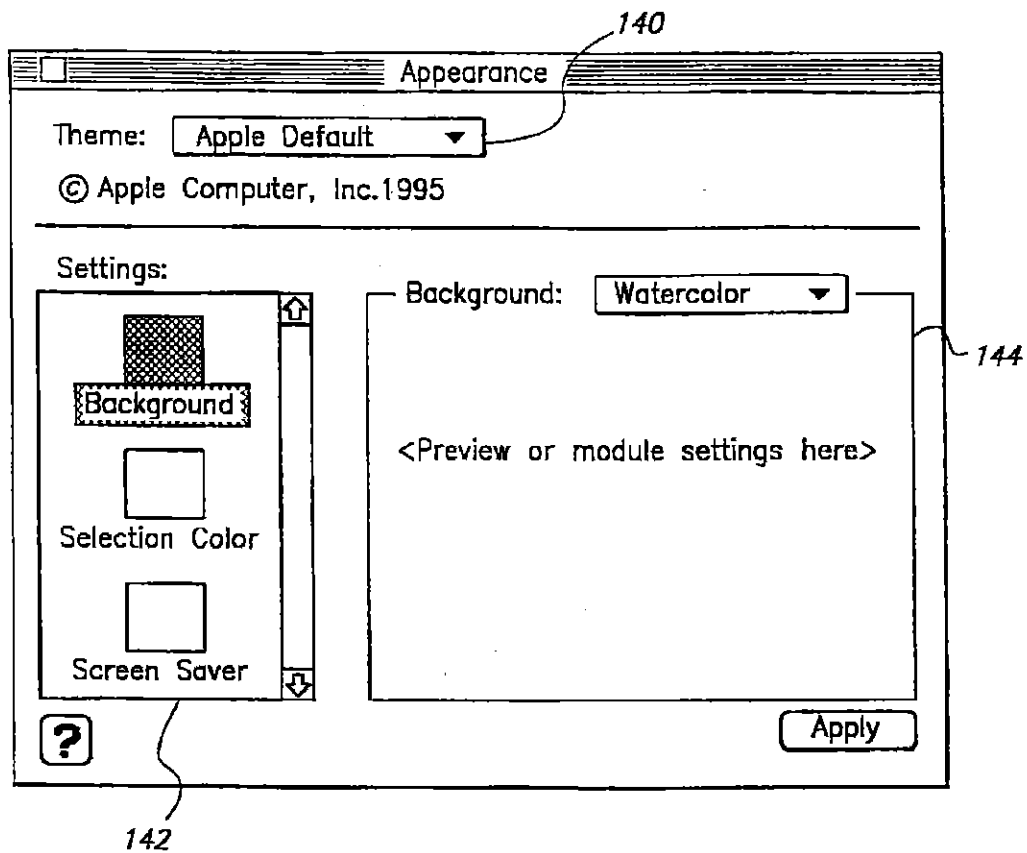 140
Appearance
Theme: Apple Default
© Apple Computer, Inc.1995
Settings:
Background
Selection Color
Screen Saver
Background: Watercolor
<Preview or module settings here>
144
?
Apply
142